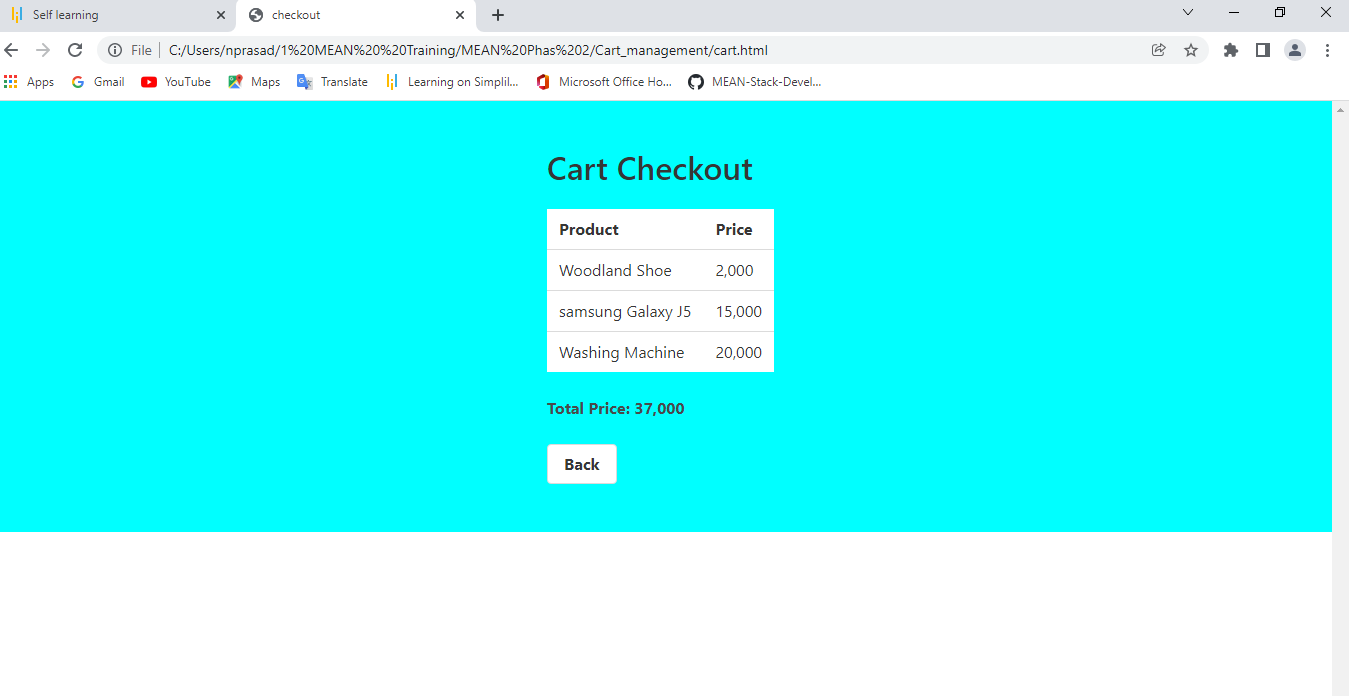 Self learning
checkout
File C:/Users/nprasad/1%20MEAN%20%20Training/MEAN%20Phas%202/Cart_management/cart.html
Apps Gmail YouTube Maps Translate Learning on Simplil... Microsoft Office Ho... MEAN-Stack-Devel...
Cart Checkout
Product Price
Woodland Shoe 2,000
samsung Galaxy J5 15,000
Washing Machine 20,000
Total Price: 37,000
Back